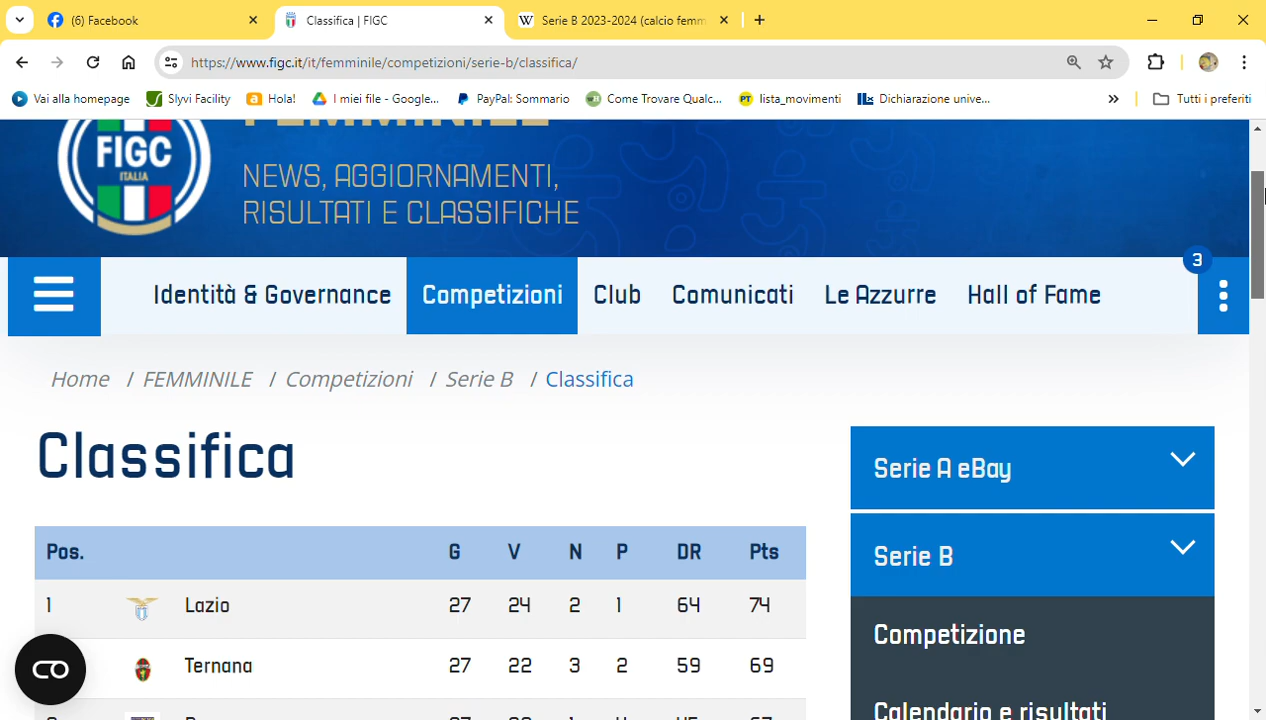 (6) Facebook
Classifica | FIGC
Serie B 2023-2024 (calcio femm
https://www.figc.it/it/femminile/competizioni/serie-b/classifica/
Vai alla homepage
Slyvi Facility
Hola!
I miei file - Google...
PayPal: Sommario
Come Trovare Qualc...
lista_movimenti
Dichiarazione unive...
Tutti i preferiti
FIGC
ITALIA
FEMMINILE
NEWS, AGGIORNAMENTI,
RISULTATI E CLASSIFICHE
3
Identità & Governance Competizioni Club Comunicati Le Azzurre Hall of Fame
Home / FEMMINILE / Competizioni / Serie B / Classifica
Classifica
Pos. G V N P DR Pts
1 Lazio 27 24 2 1 64 74
Ternana 27 22 3 2 59 69
Serie A eBay
Serie B
Competizione
Calendario e risultati